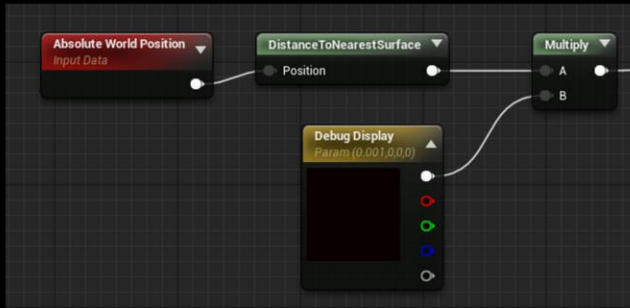 Absolute World Position
Input Data
DistanceToNearestSurface
Position
Multiply
A
B
Debug Display
Param (0.001,0,0,0)